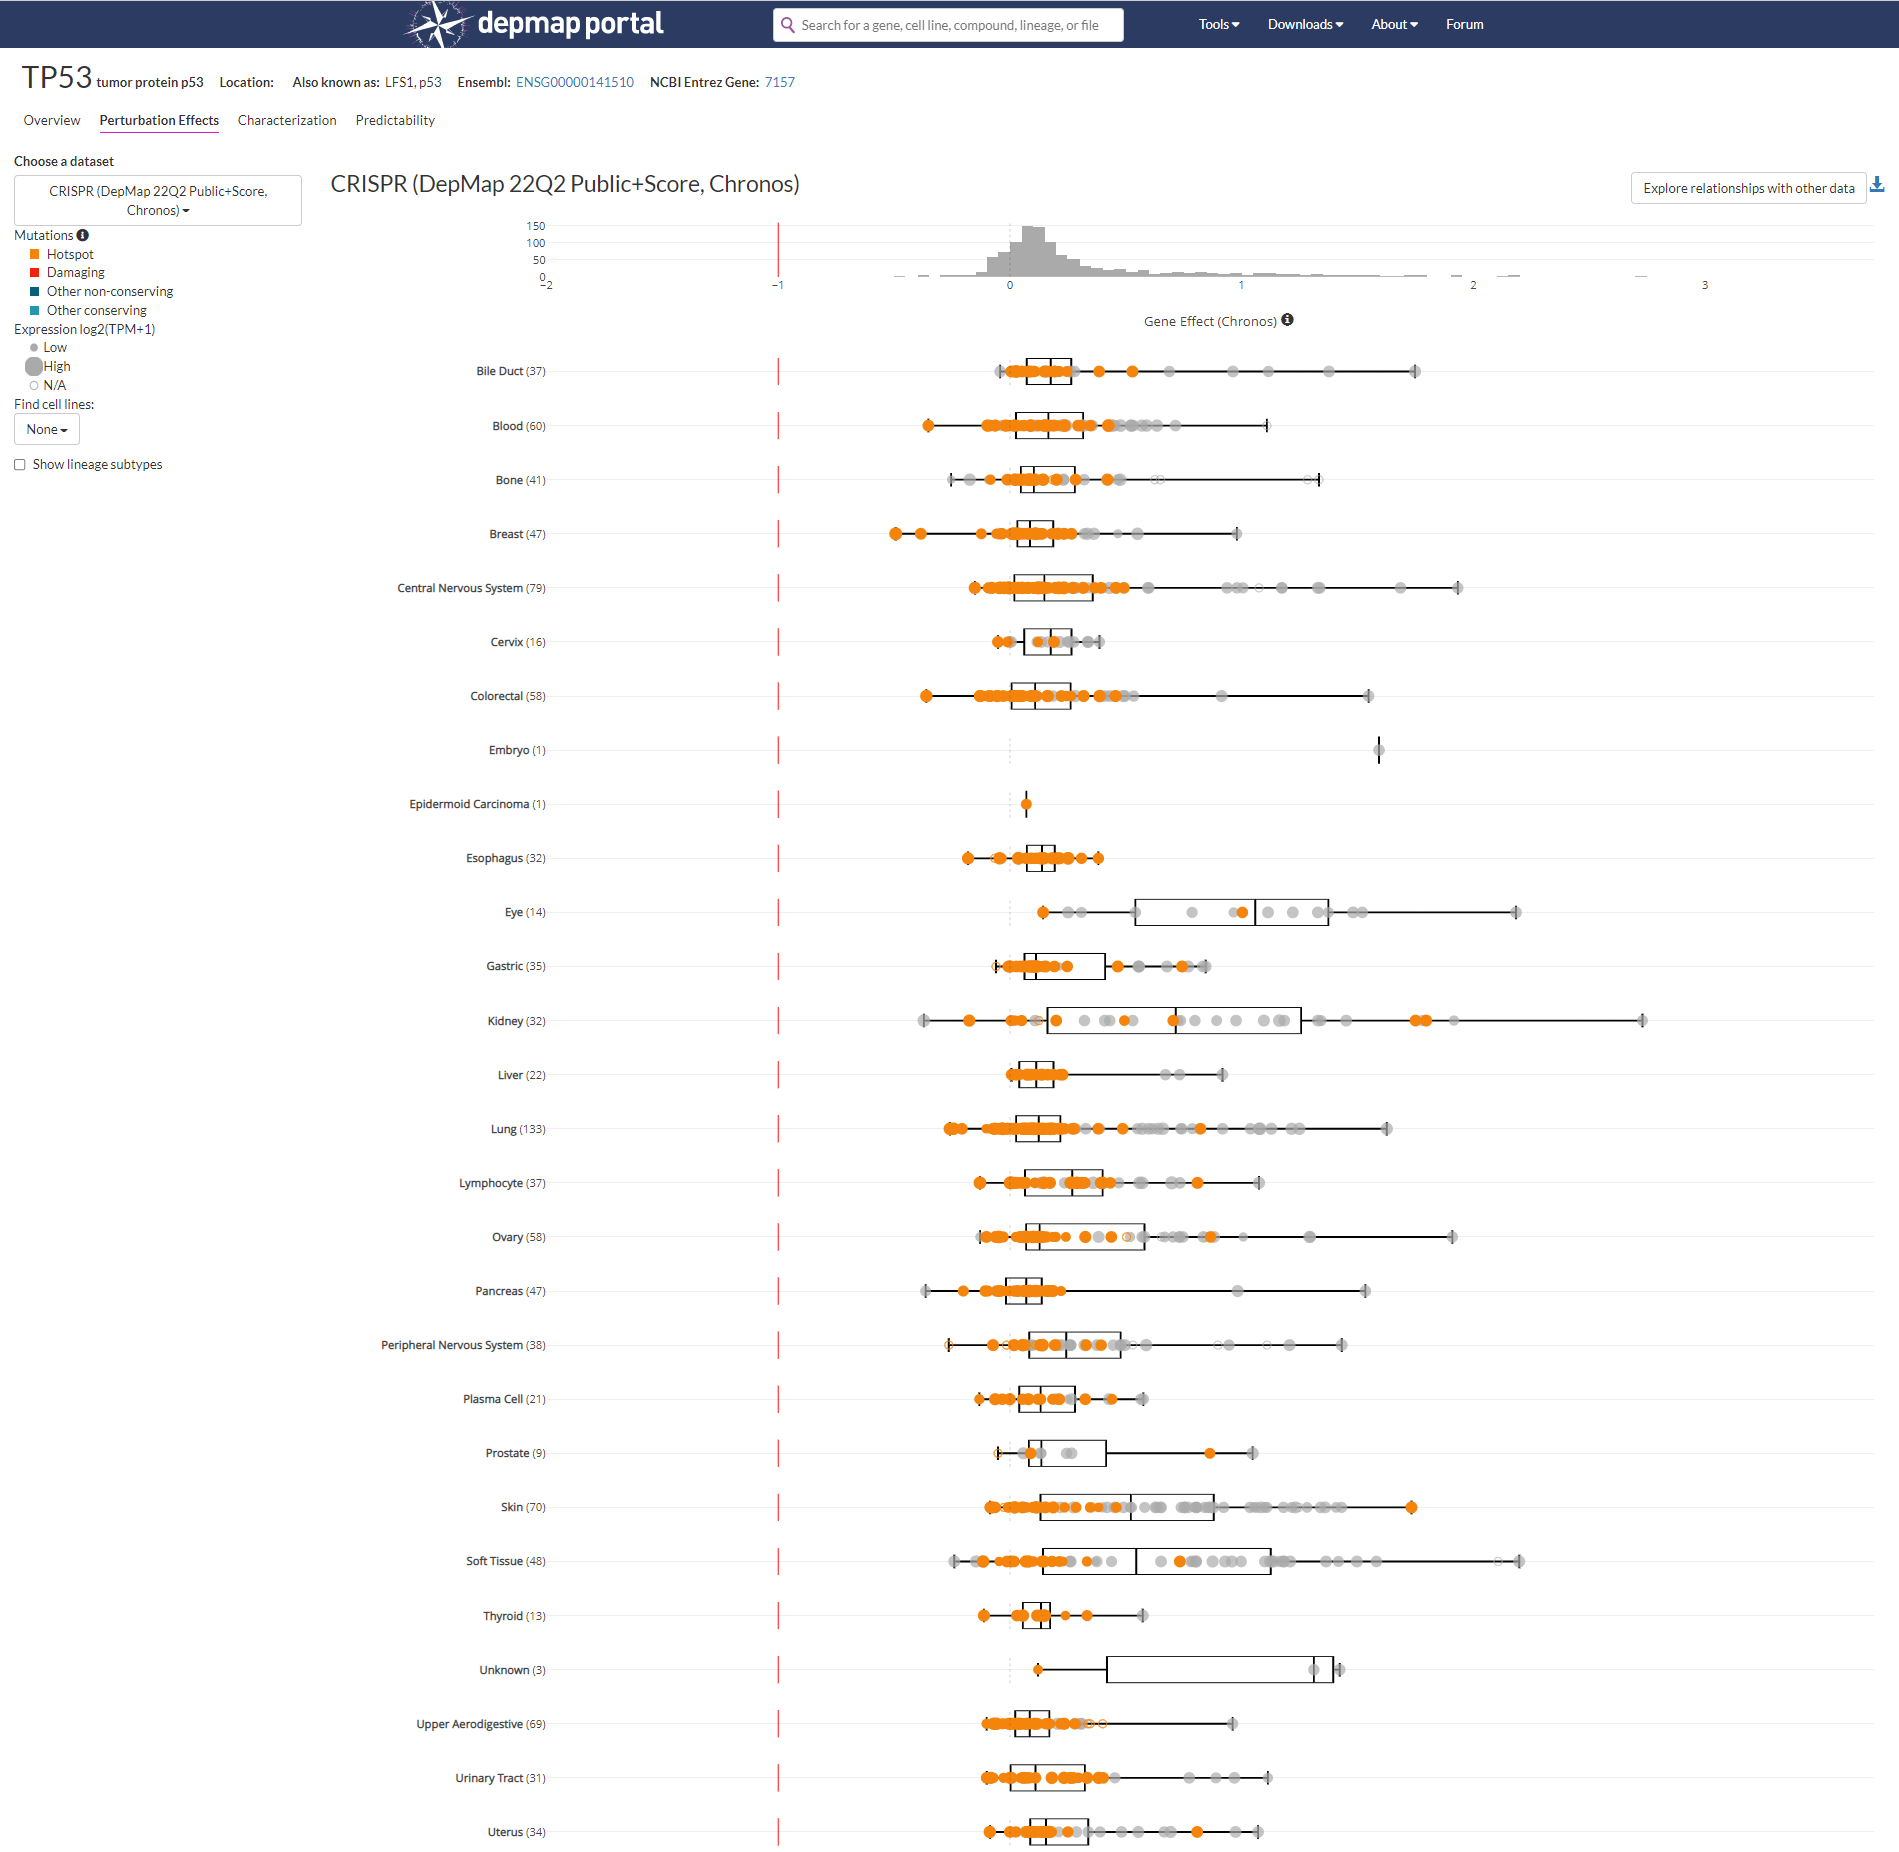 depmap portal
Search for a gene, cell line, compound, lineage, or file
Tools Downloads About Forum
TP53 tumor protein p53 Location: Also known as: LFS1, p53 Ensembl: ENSG00000141510 NCBI Entrez Gene: 7157
Overview Perturbation Effects Characterization Predictability
Choose a dataset
CRISPR (DepMap 22Q2 Public+Score,
Chronos)
Mutations
Hotspot
Damaging
Other non-conserving
Other conserving
Expression log2(TPM+1)
Low
High
N/A
Find cell lines:
None
Show lineage subtypes
CRISPR (DepMap 22Q2 Public+Score, Chronos)
Explore relationships with other data
150
100
50
0
−2 −1 0 1 2 3
Gene Effect (Chronos)
Bile Duct (37)
Blood (60)
Bone (41)
Breast (47)
Central Nervous System (79)
Cervix (16)
Colorectal (58)
Embryo (1)
Epidermoid Carcinoma (1)
Esophagus (32)
Eye (14)
Gastric (35)
Kidney (32)
Liver (22)
Lung (133)
Lymphocyte (37)
Ovary (58)
Pancreas (47)
Peripheral Nervous System (38)
Plasma Cell (21)
Prostate (9)
Skin (70)
Soft Tissue (48)
Thyroid (13)
Unknown (3)
Upper Aerodigestive (69)
Urinary Tract (31)
Uterus (34)